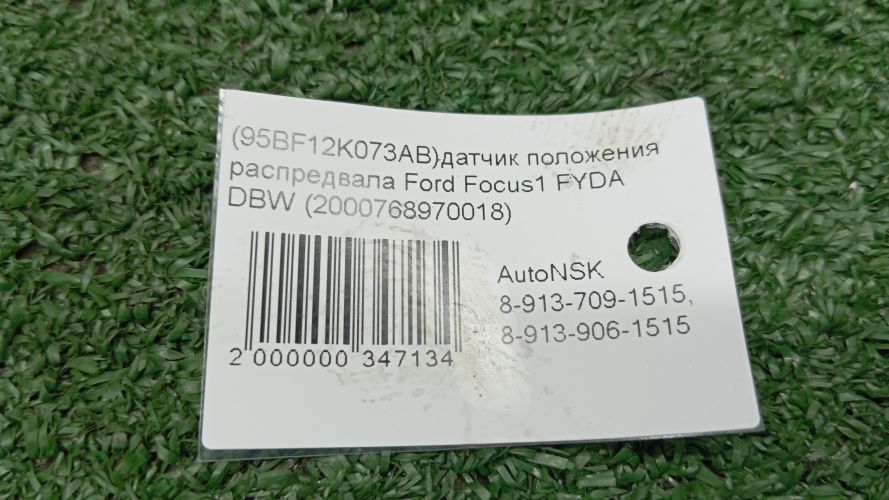 (95BF12K073AB)датчик положения
распредвала Ford Focus1 FYDA
DBW (2000768970018)
AutoNSK
8-913-709-1515,
8-913-906-1515
2 000000 347134